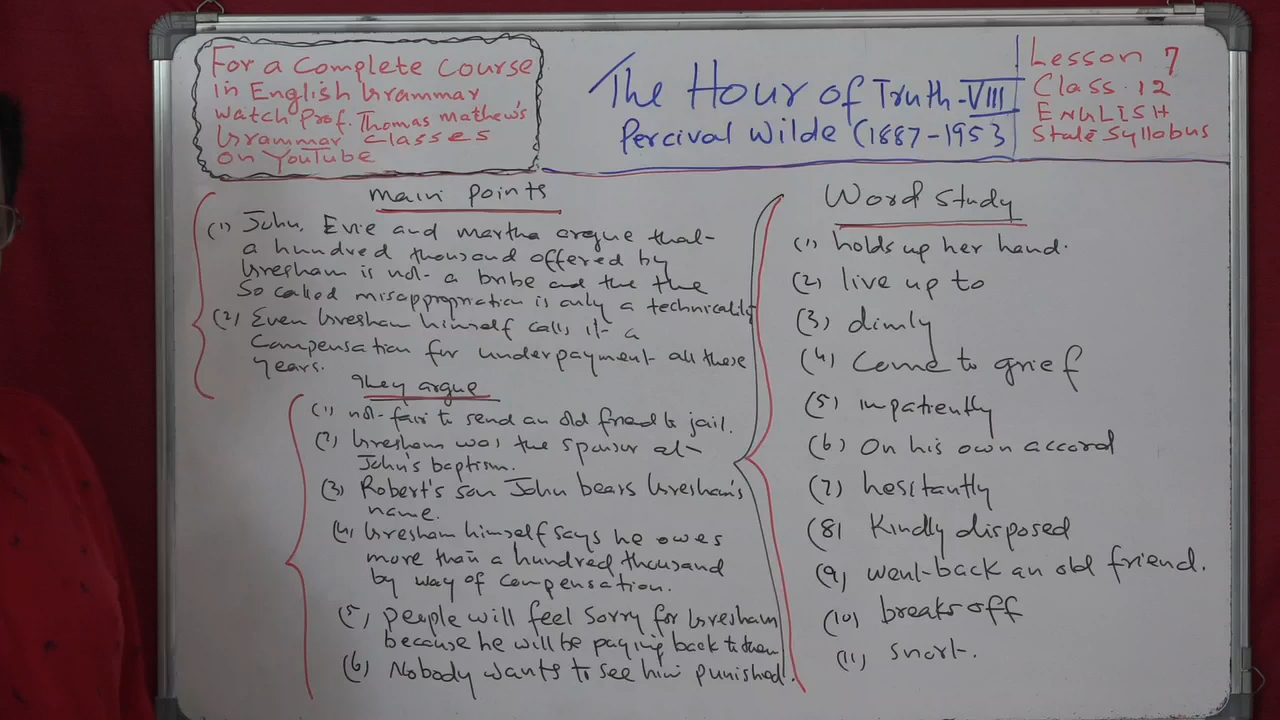 For a Complete Course
in English Grammar
Watch Prof. Thomas Mathew's
Grammar Classes
on YouTube
The Hour of Truth-VIII
Percival Wilde (1887-1953
Lesson 7
Class. 12
ENGLISH
State Syllabus
Main Points
(1) John, Evie and Martha argue that
a hundred thousand offered by
Gresham is not a bribe and the the
So called misappropriation is only a technicality
(2) Even Gresham himself calls it a
Compensation for underpayment all these
years.
They argue
(1) not fair to send an old friend to jail.
(2) Gresham was the sponsor at
John's baptism.
(3) Robert's son John bears Gresham's
name.
(4) Gresham himself says he owes
more than a hundred thousand
by way of compensation.
(5) people will feel sorry for Gresham
because he will be paying back to them
(6) Nobody wants to see him punished.
Word Study
(1) holds up her hand.
(2) live up to
(3) dimly
(4) Come to grief
(5) impatiently
(6) On his own accord
(7) hesitantly
(8) Kindly disposed
(9) went back an old friend.
(10) breaks off
(11) snort.